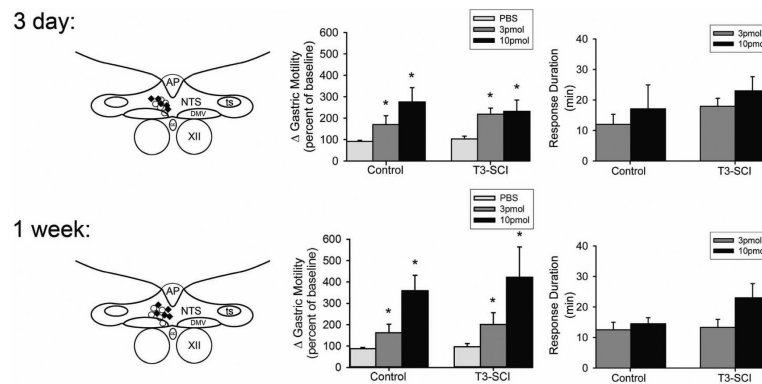 3 day:
AP
NTS
ts
DMV
cc
XII
PBS
3pmol
10pmol
Δ Gastric Motility
(percent of baseline)
600
500
400
300
200
100
0
*
*
*
*
Control
T3-SCI
3pmol
10pmol
Response Duration
(min)
40
30
20
10
0
Control
T3-SCI
1 week:
AP
NTS
ts
DMV
XII
PBS
3pmol
10pmol
Δ Gastric Motility
(percent of baseline)
600
500
400
300
200
100
0
*
*
*
*
Control
T3-SCI
3pmol
10pmol
Response Duration
(min)
40
30
20
10
0
Control
T3-SCI